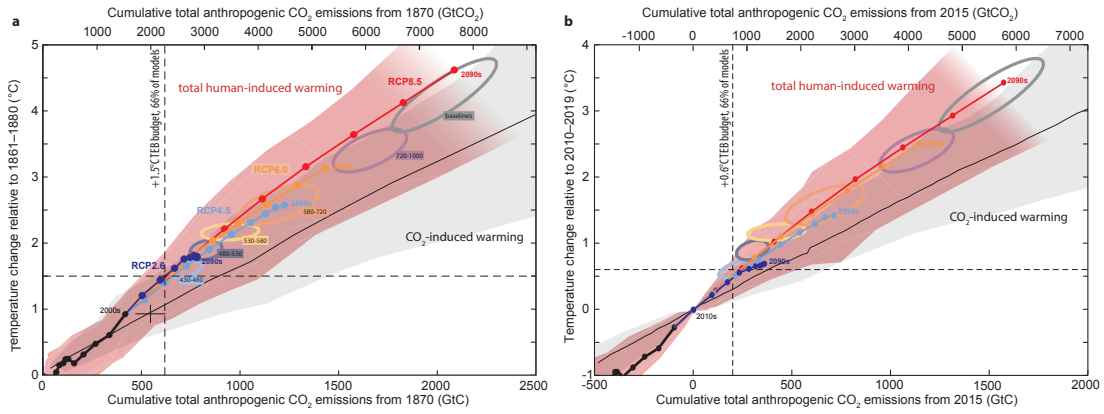 a
Cumulative total anthropogenic CO2 emissions from 1870 (GtCO2)
1000 2000 3000 4000 5000 6000 7000 8000 9000
Temperature change relative to 1861–1880 (°C)
5
4
3
2
1
0
+1.5°C TEB budget, 66% of models
total human-induced warming
RCP8.5
2090s
baselines
720-1000
RCP6.0
RCP4.5
2090s
580-720
530-580
CO2-induced warming
480-530
RCP2.6
2090s
430-480
2000s
0 500 1000 1500 2000 2500
Cumulative total anthropogenic CO2 emissions from 1870 (GtC)
b
Cumulative total anthropogenic CO2 emissions from 2015 (GtCO2)
-1000 0 1000 2000 3000 4000 5000 6000 7000
Temperature change relative to 2010–2019 (°C)
4
3
2
1
0
-1
+0.6°C TEB budget, 66% of models
total human-induced warming
2090s
2090s
CO2-induced warming
2090s
2010s
-500 0 500 1000 1500 2000
Cumulative total anthropogenic CO2 emissions from 2015 (GtC)